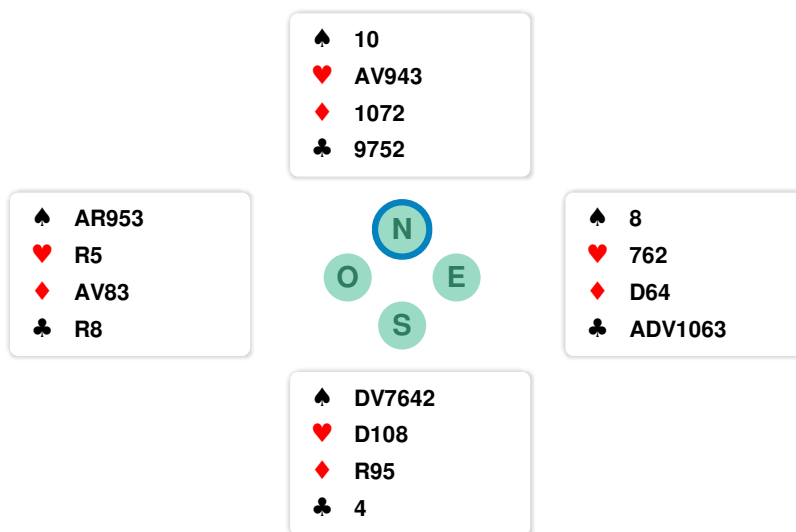 ♠ 10
♥ AV943
♦ 1072
♣ 9752
♠ AR953
♥ R5
♦ AV83
♣ R8
N
O E
S
♠ 8
♥ 762
♦ D64
♣ ADV1063
♠ DV7642
♥ D108
♦ R95
♣ 4